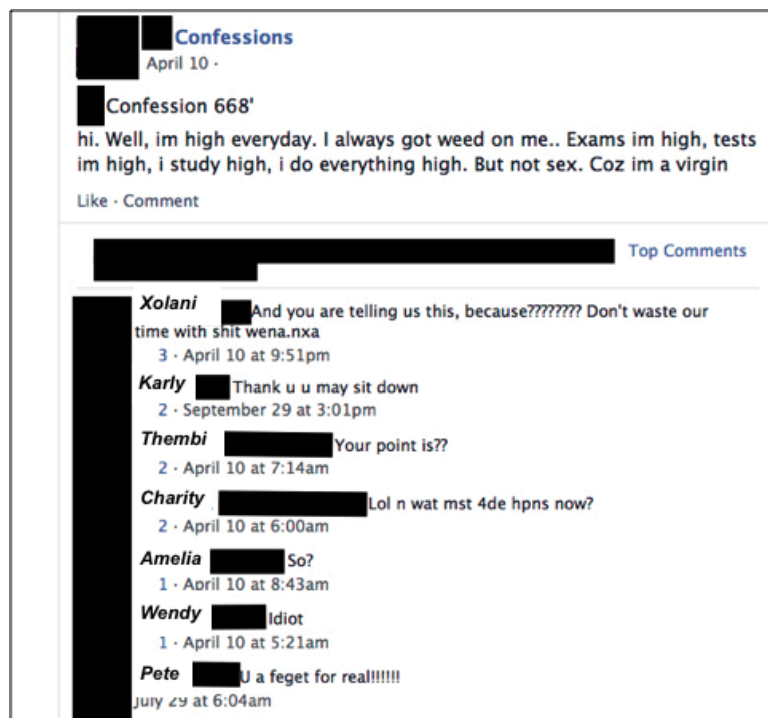 Confessions
April 10 ·
Confession 668'
hi. Well, im high everyday. I always got weed on me.. Exams im high, tests
im high, i study high, i do everything high. But not sex. Coz im a virgin
Like · Comment
Top Comments
Xolani And you are telling us this, because???????? Don't waste our
time with shit wena.nxa
3 · April 10 at 9:51pm
Karly Thank u u may sit down
2 · September 29 at 3:01pm
Thembi Your point is??
2 · April 10 at 7:14am
Charity Lol n wat mst 4de hpns now?
2 · April 10 at 6:00am
Amelia So?
1 · April 10 at 8:43am
Wendy Idiot
1 · April 10 at 5:21am
Pete U a feget for real!!!!!!
July 29 at 6:04am